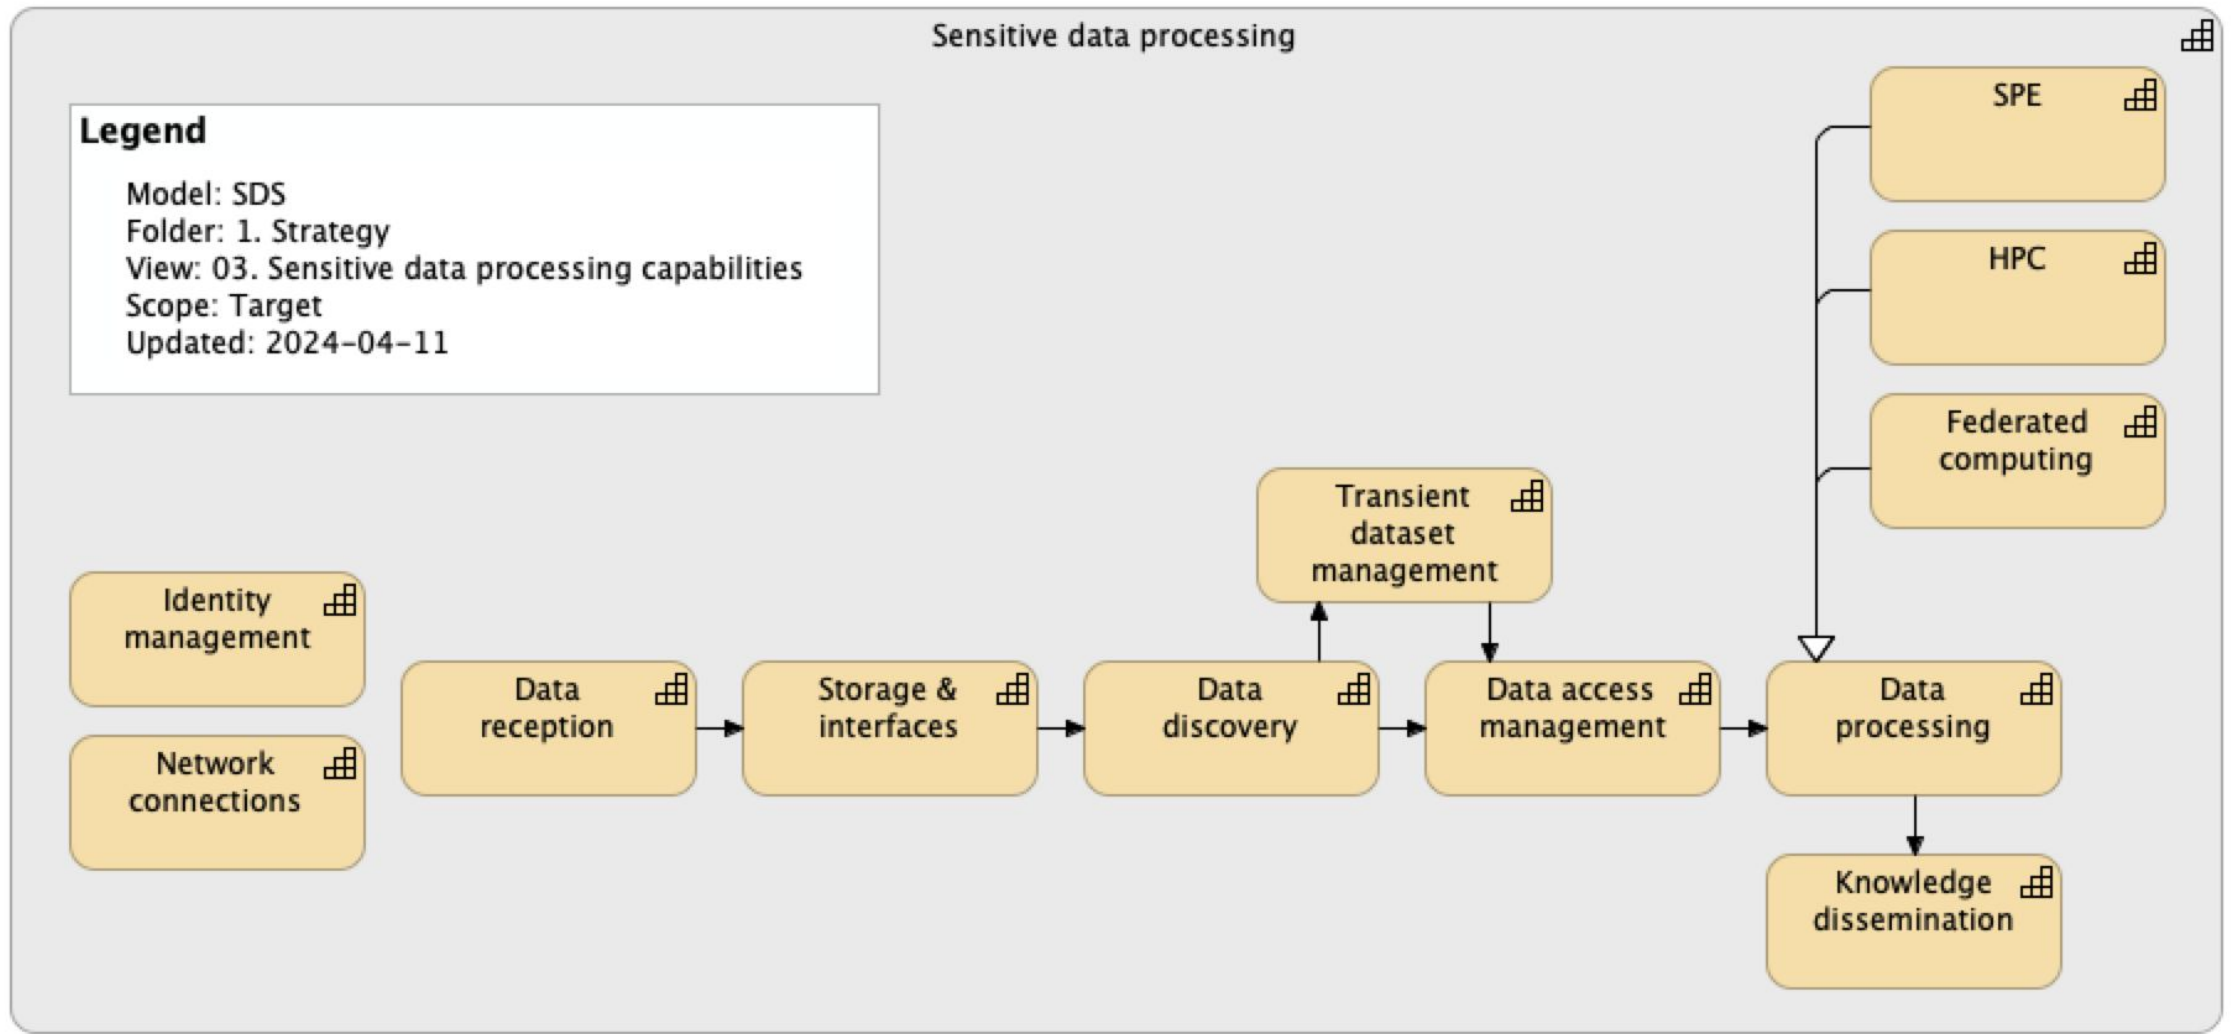 Sensitive data processing
Legend
Model: SDS
Folder: 1. Strategy
View: 03. Sensitive data processing capabilities
Scope: Target
Updated: 2024-04-11
SPE
HPC
Federated
computing
Transient
dataset
management
Identity
management
Network
connections
Data
reception
Storage &
interfaces
Data
discovery
Data access
management
Data
processing
Knowledge
dissemination